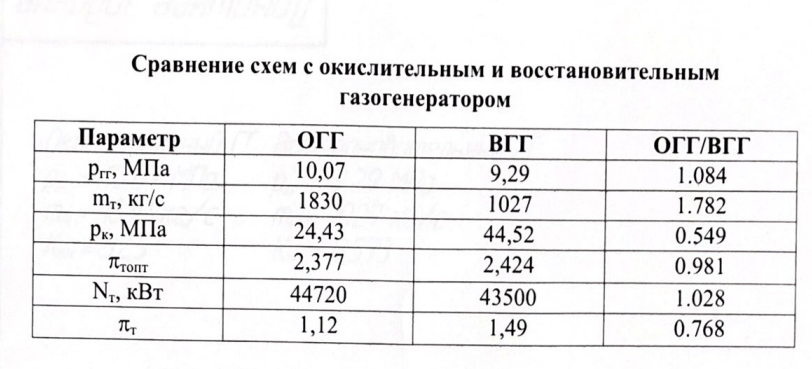 Сравнение схем с окислительным и восстановительным
газогенератором
Параметр ОГГ ВГГ ОГГ/ВГГ
pгг, МПа 10,07 9,29 1.084
mт, кг/с 1830 1027 1.782
pк, МПа 24,43 44,52 0.549
πтопт 2,377 2,424 0.981
Nт, кВт 44720 43500 1.028
πт 1,12 1,49 0.768